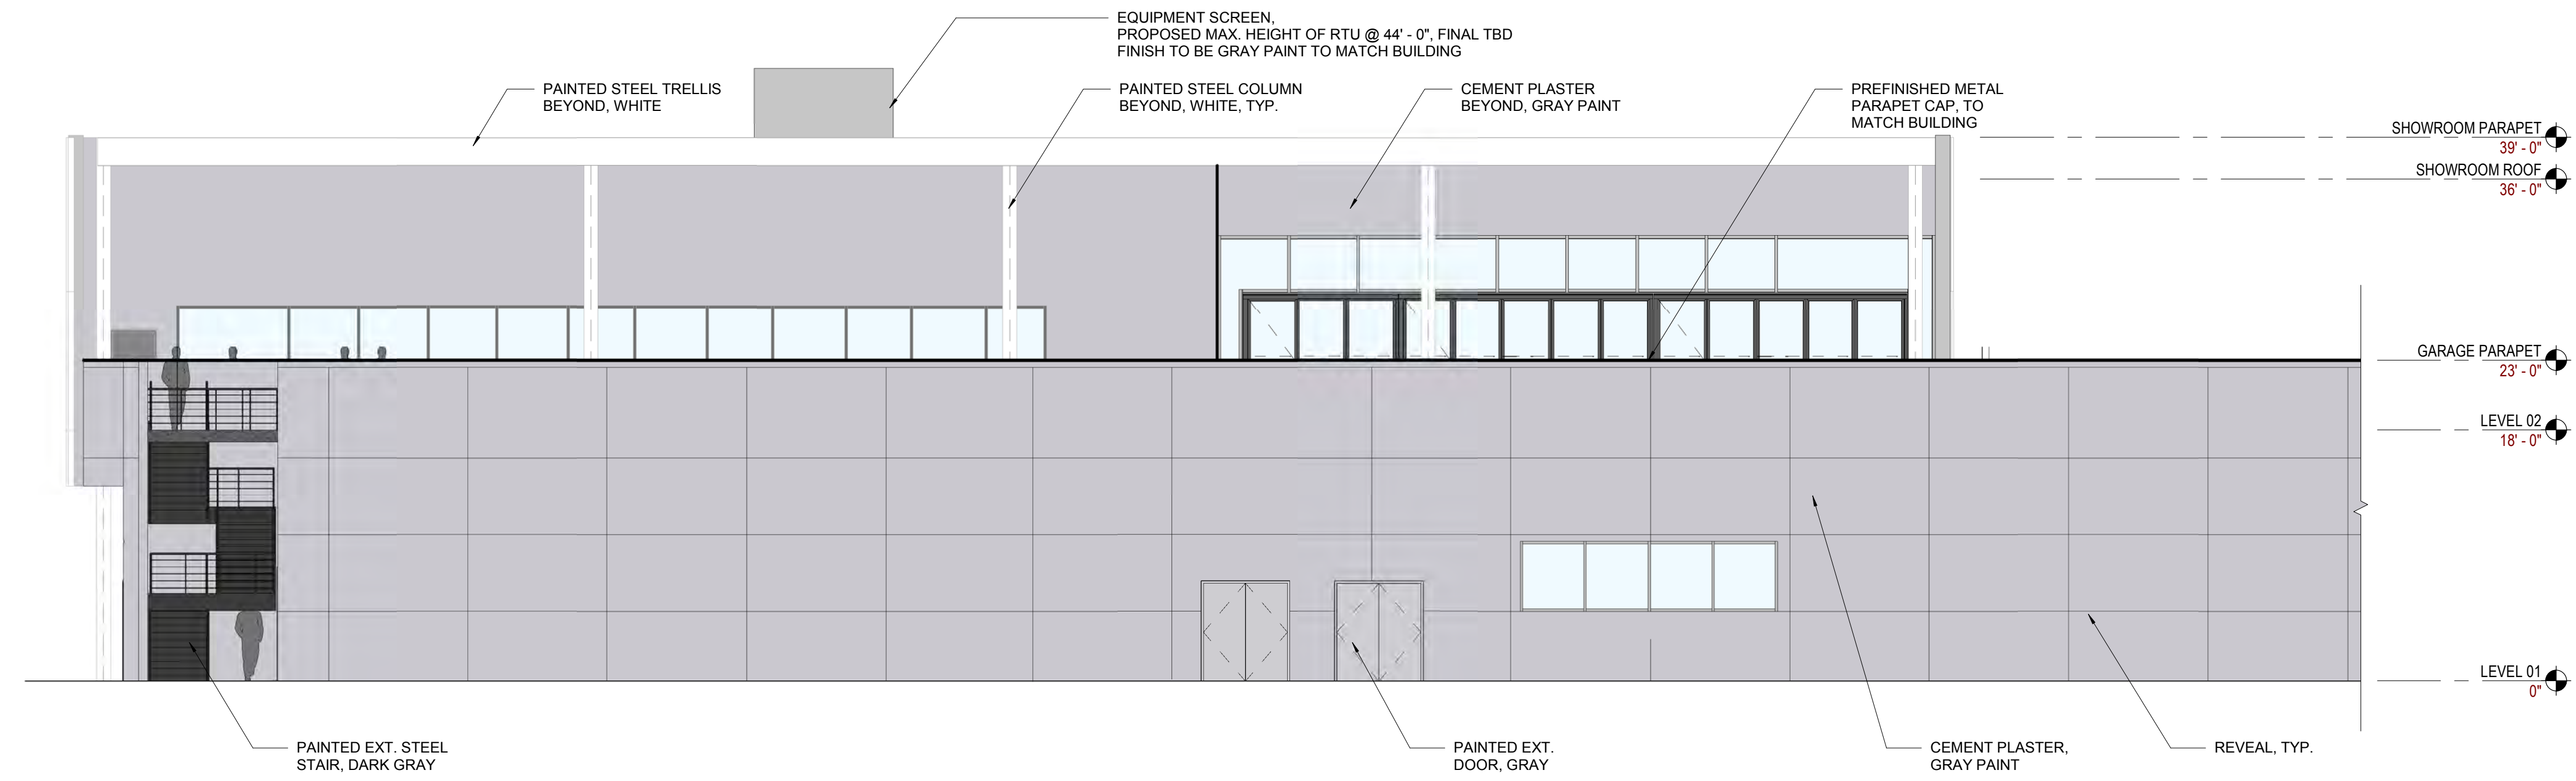 EQUIPMENT SCREEN,
PROPOSED MAX. HEIGHT OF RTU @ 44' - 0", FINAL TBD
FINISH TO BE GRAY PAINT TO MATCH BUILDING
PAINTED STEEL TRELLIS
BEYOND, WHITE
PAINTED STEEL COLUMN
BEYOND, WHITE, TYP.
CEMENT PLASTER
BEYOND, GRAY PAINT
PREFINISHED METAL
PARAPET CAP, TO
MATCH BUILDING
SHOWROOM PARAPET
39' - 0"
SHOWROOM ROOF
36' - 0"
GARAGE PARAPET
23' - 0"
LEVEL 02
18' - 0"
LEVEL 01
0"
PAINTED EXT. STEEL
STAIR, DARK GRAY
PAINTED EXT.
DOOR, GRAY
CEMENT PLASTER,
GRAY PAINT
REVEAL, TYP.